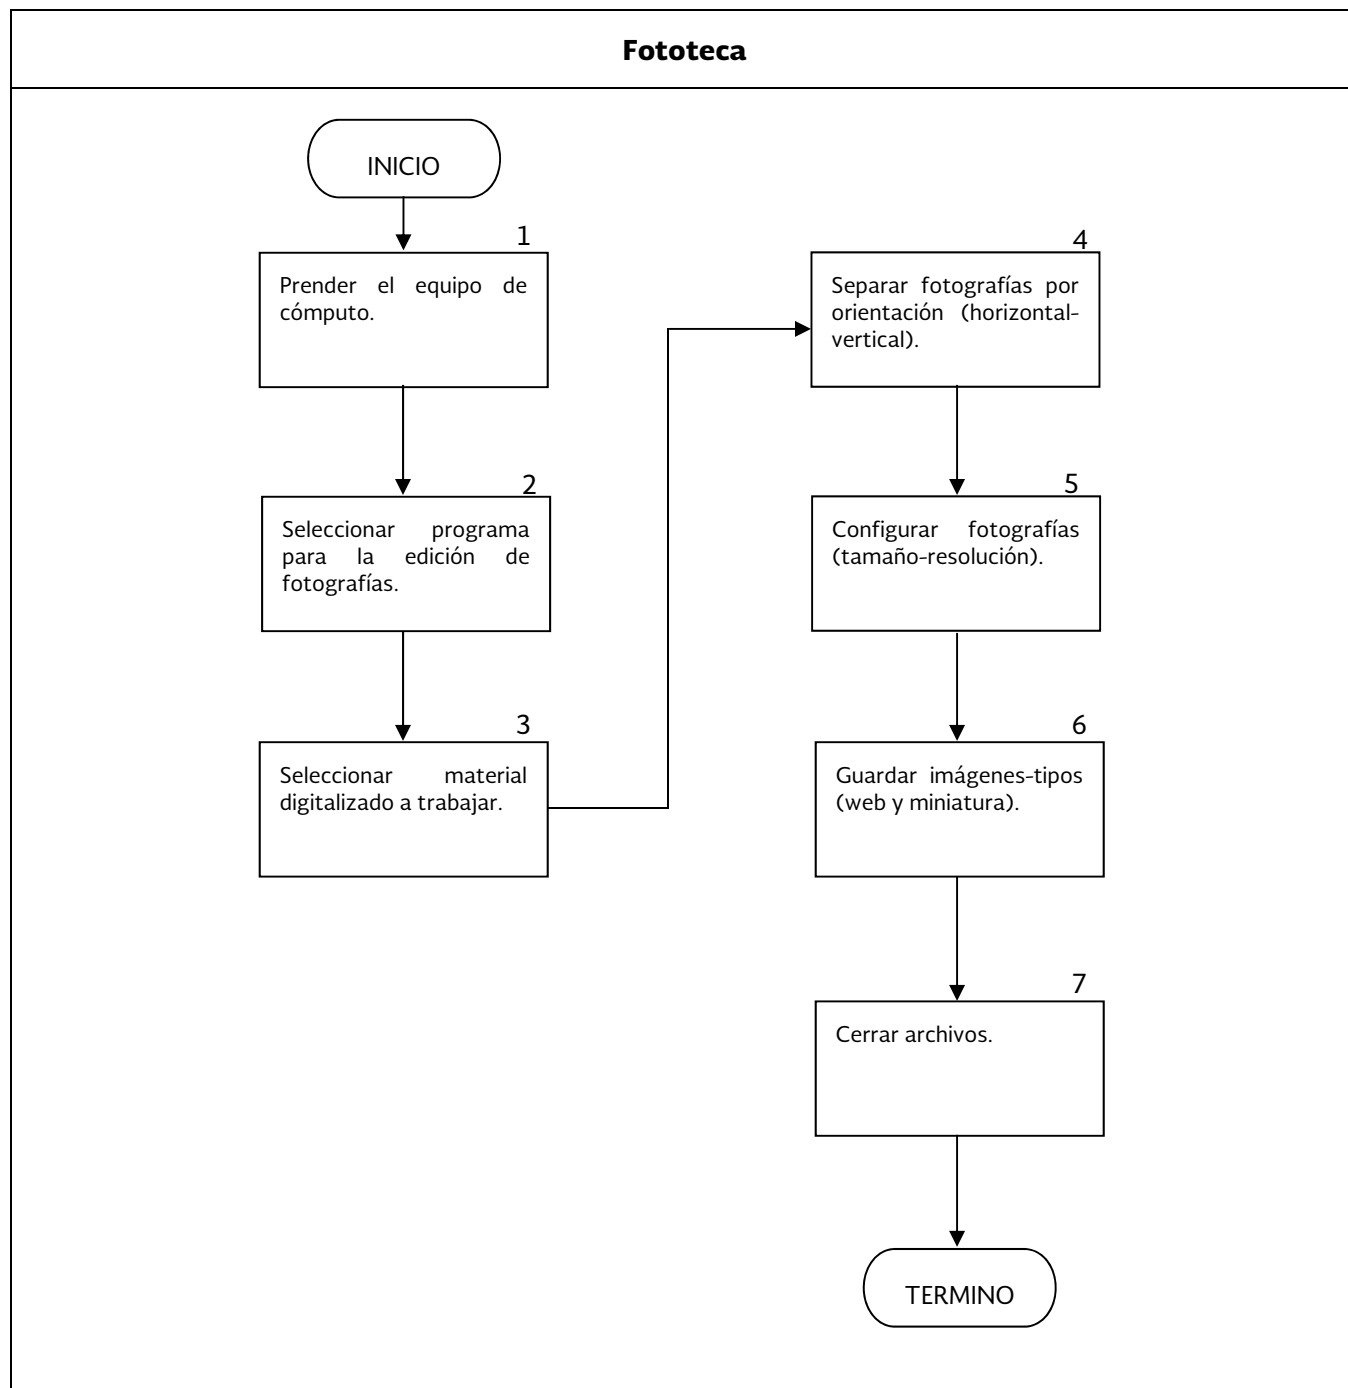 Fototeca
INICIO
1
Prender el equipo de
cómputo.
2
Seleccionar programa
para la edición de
fotografías.
3
Seleccionar material
digitalizado a trabajar.
4
Separar fotografías por
orientación (horizontal-
vertical).
5
Configurar fotografías
(tamaño-resolución).
6
Guardar imágenes-tipos
(web y miniatura).
7
Cerrar archivos.
TERMINO